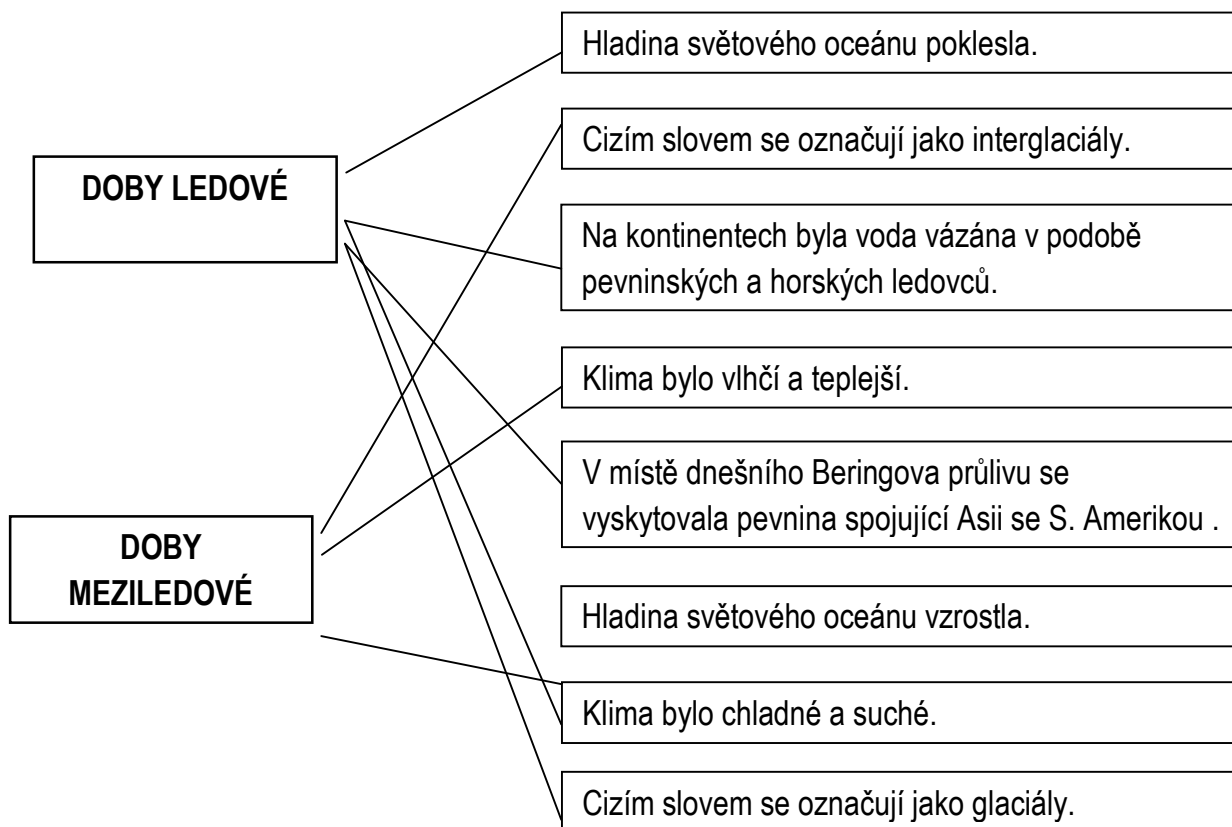 Hladina světového oceánu poklesla.
Cizím slovem se označují jako interglaciály.
DOBY LEDOVÉ
Na kontinentech byla voda vázána v podobě
pevninských a horských ledovců.
Klima bylo vlhčí a teplejší.
V místě dnešního Beringova průlivu se
vyskytovala pevnina spojující Asii se S. Amerikou .
DOBY
MEZILEDOVÉ
Hladina světového oceánu vzrostla.
Klima bylo chladné a suché.
Cizím slovem se označují jako glaciály.